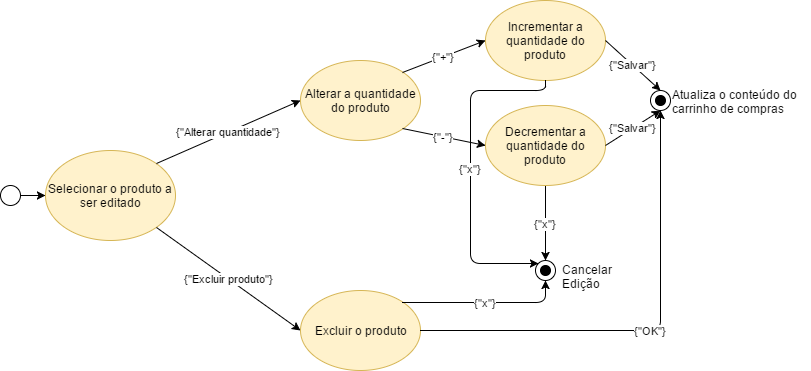 Incrementar a
quantidade do
produto
{"+"}
{"Salvar"}
Alterar a quantidade
do produto
Atualiza o conteúdo do
carrinho de compras
{"Alterar quantidade"}
{"-"}
Decrementar a
quantidade do
produto
{"Salvar"}
{"x"}
Selecionar o produto a
ser editado
{"x"}
{"Excluir produto"}
Cancelar
Edição
{"x"}
Excluir o produto
{"OK"}